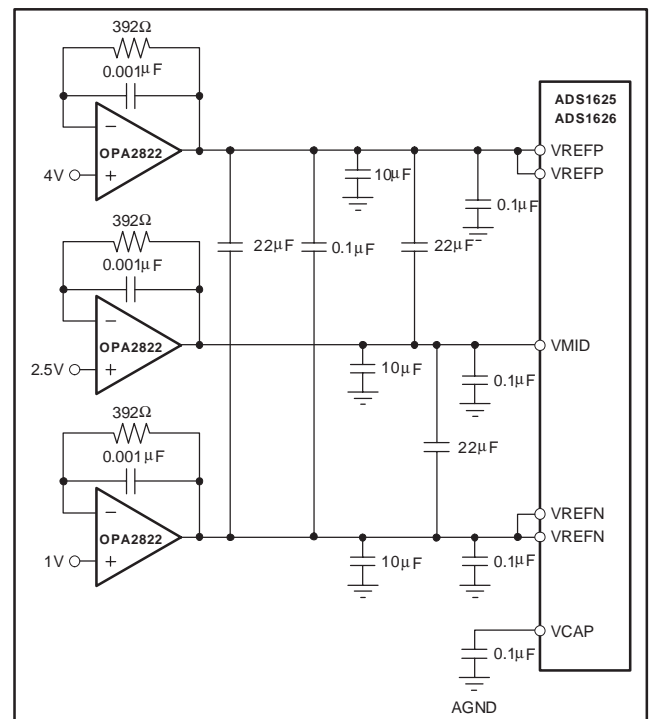 392Ω
0.001μF
ADS1625
ADS1626
OPA2822
VREFP
4V
10μF
VREFP
0.1μF
392Ω
22μF
0.1μF
22μF
0.001μF
OPA2822
VMID
2.5V
10μF
0.1μF
392Ω
22μF
0.001μF
VREFN
OPA2822
VREFN
1V
10μF
0.1μF
VCAP
0.1μF
AGND